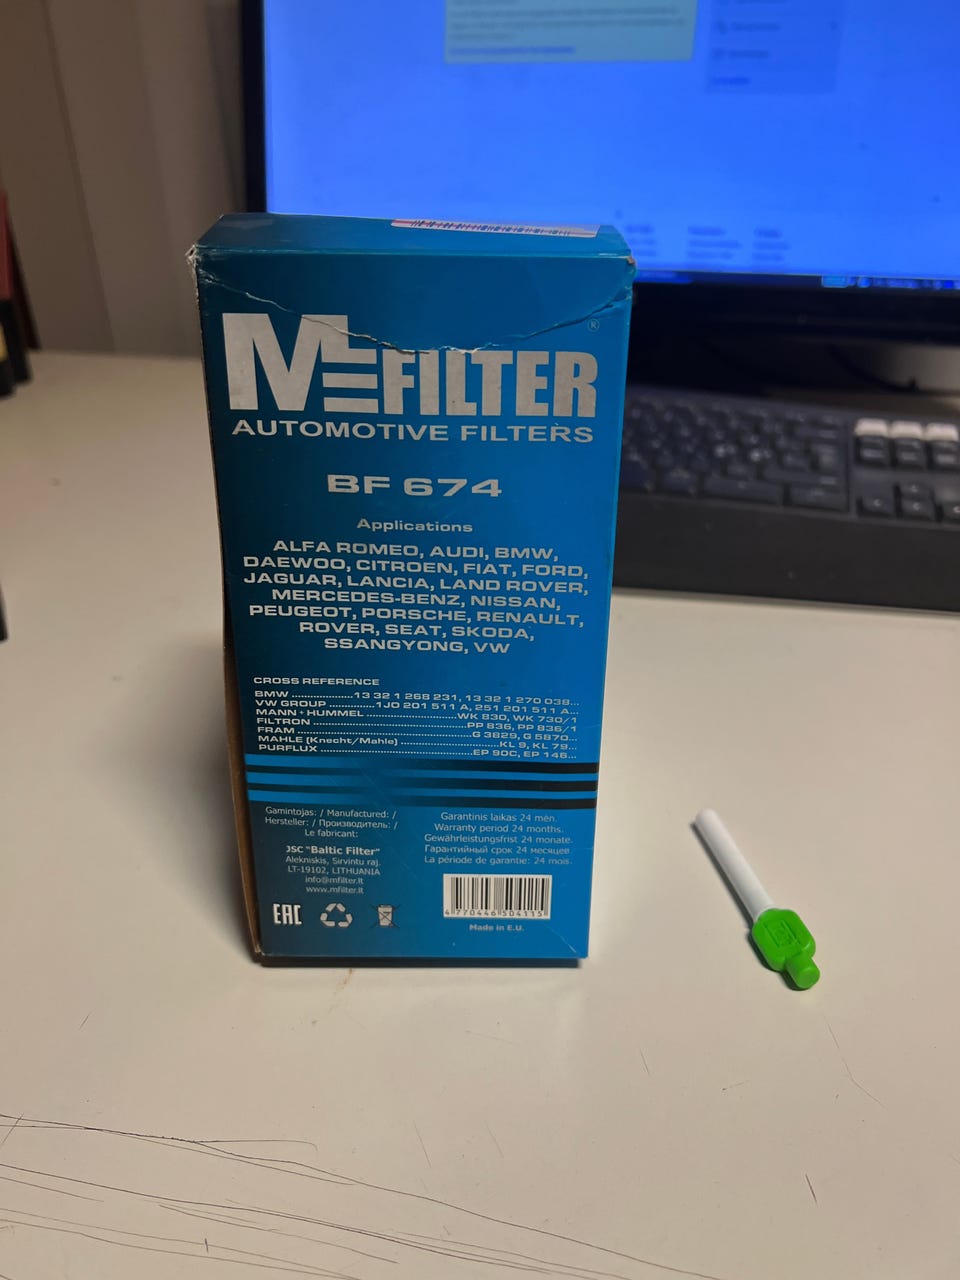 MFILTER
®
AUTOMOTIVE FILTERS
BF 674
Applications
ALFA ROMEO, AUDI, BMW,
DAEWOO, CITROEN, FIAT, FORD,
JAGUAR, LANCIA, LAND ROVER,
MERCEDES-BENZ, NISSAN,
PEUGEOT, PORSCHE, RENAULT,
ROVER, SEAT, SKODA,
SSANGYONG, VW
CROSS REFERENCE
BMW ..................13 32 1 268 231, 13 32 1 270 038...
VW GROUP ..............1J0 201 511 A, 251 201 511 A...
MANN + HUMMEL ........................WK 830, WK 730/1
FILTRON ..........................................PP 836, PP 836/1
FRAM ................................................G 3829, G 5870...
MAHLE (Knecht/Mahle) ..........................KL 9, KL 79...
PURFLUX ..........................................EP 90C, EP 146...
Gamintojas: / Manufactured: /
Hersteller: / Производитель: /
Le fabricant:
JSC "Baltic Filter"
Alekniskis, Sirvintu raj.
LT-19102, LITHUANIA
info@mfilter.lt
www.mfilter.lt
EAC
Garantinis laikas 24 mėn.
Warranty period 24 months.
Gewährleistungsfrist 24 monate.
Гарантийный срок 24 месяцев.
La période de garantie: 24 mois.
4 770446 504115
Made in E.U.